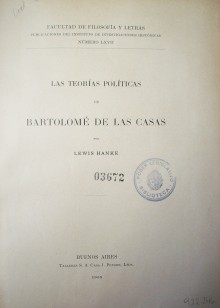 FACULTAD DE FILOSOFÍA Y LETRAS
PUBLICACIONES DEL INSTITUTO DE INVESTIGACIONES HISTÓRICAS
NÚMERO LXVII
LAS TEORÍAS POLÍTICAS
DE
BARTOLOMÉ DE LAS CASAS
POR
LEWIS HANKE
03672
BIBLIOTECA
BUENOS AIRES